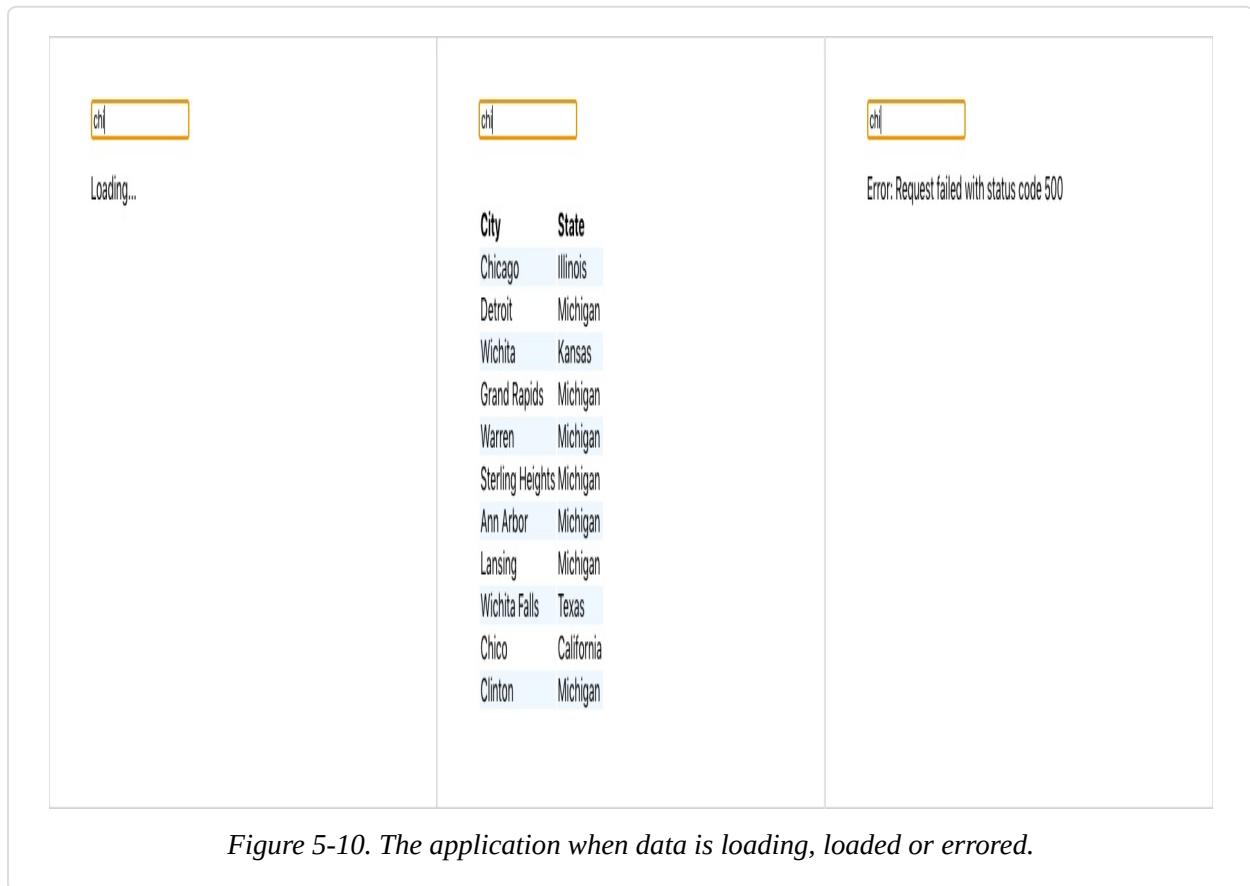 chi
Loading...
chi
City State
Chicago Illinois
Detroit Michigan
Wichita Kansas
Grand Rapids Michigan
Warren Michigan
Sterling Heights Michigan
Ann Arbor Michigan
Lansing Michigan
Wichita Falls Texas
Chico California
Clinton Michigan
chi
Error: Request failed with status code 500
Figure 5-10. The application when data is loading, loaded or errored.